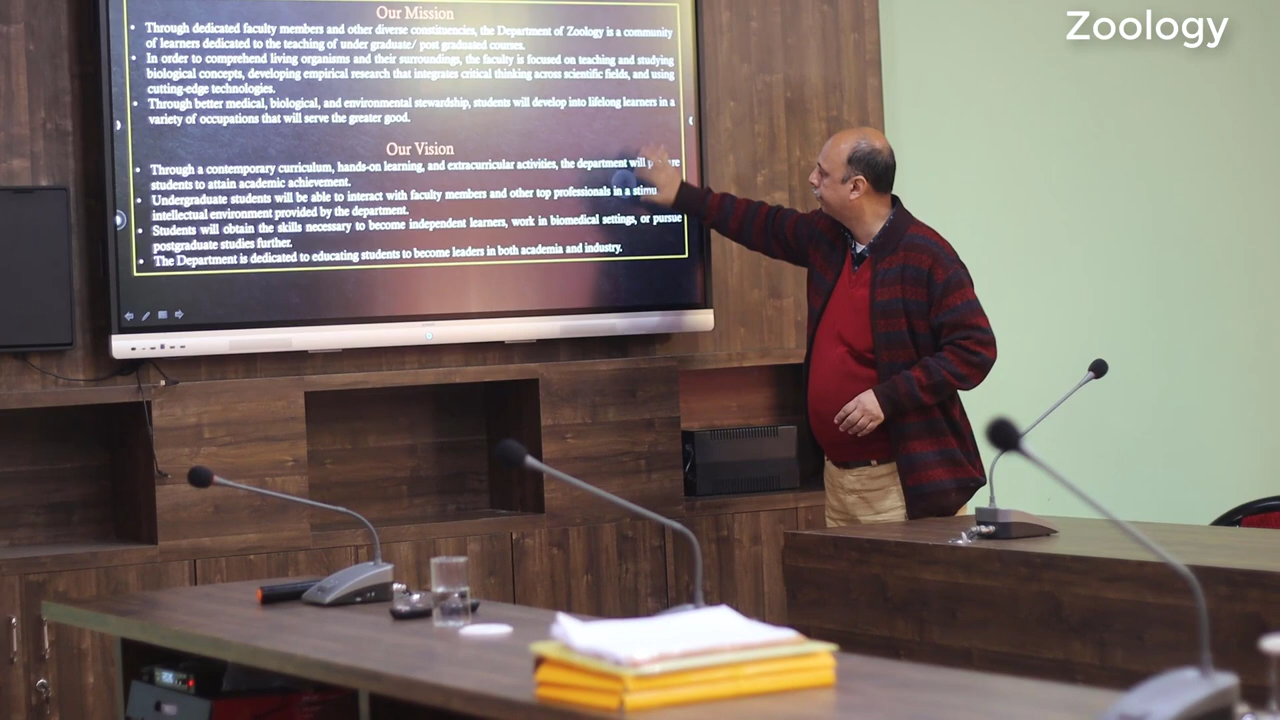 Zoology
Our Mission
• Through dedicated faculty members and other diverse constituencies, the Department of Zoology is a community
of learners dedicated to the teaching of under graduate/ post graduated courses.
• In order to comprehend living organisms and their surroundings, the faculty is focused on teaching and studying
biological concepts, developing empirical research that integrates critical thinking across scientific fields, and using
cutting-edge technologies.
• Through better medical, biological, and environmental stewardship, students will develop into lifelong learners in a
variety of occupations that will serve the greater good.
Our Vision
• Through a contemporary curriculum, hands-on learning, and extracurricular activities, the department will
students to attain academic achievement.
• Undergraduate students will be able to interact with faculty members and other top professionals in a
intellectual environment provided by the department.
• Students will obtain the skills necessary to become independent learners, work in biomedical settings, or pursue
postgraduate studies further.
• The Department is dedicated to educating students to become leaders in both academia and industry.